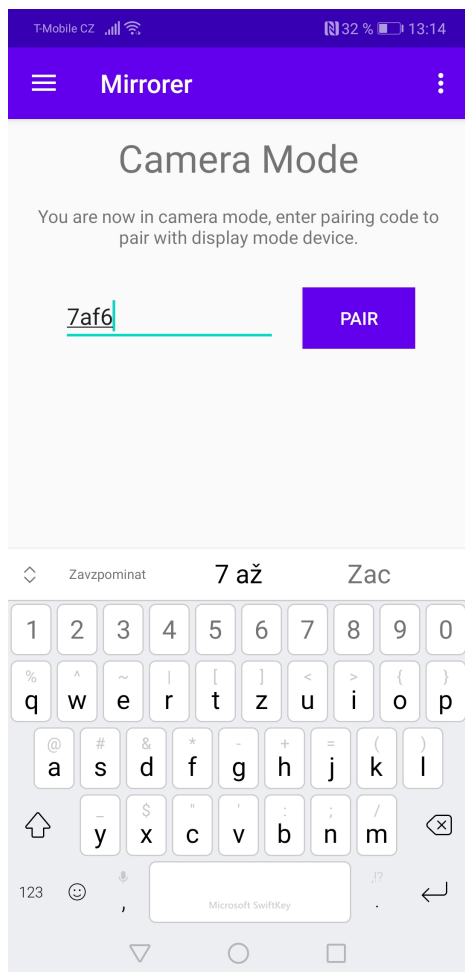 T-Mobile CZ 32 % 13:14
Mirrorer
Camera Mode
You are now in camera mode, enter pairing code to
pair with display mode device.
7af6 PAIR
Zavzpominat 7 až Zac
1 2 3 4 5 6 7 8 9 0
% ^ ~ | [ ] < > { }
q w e r t z u i o p
@ # & * - + = ( )
a s d f g h j k l
_ $ " ' : ; /
y x c v b n m
,!?
123 , Microsoft SwiftKey .